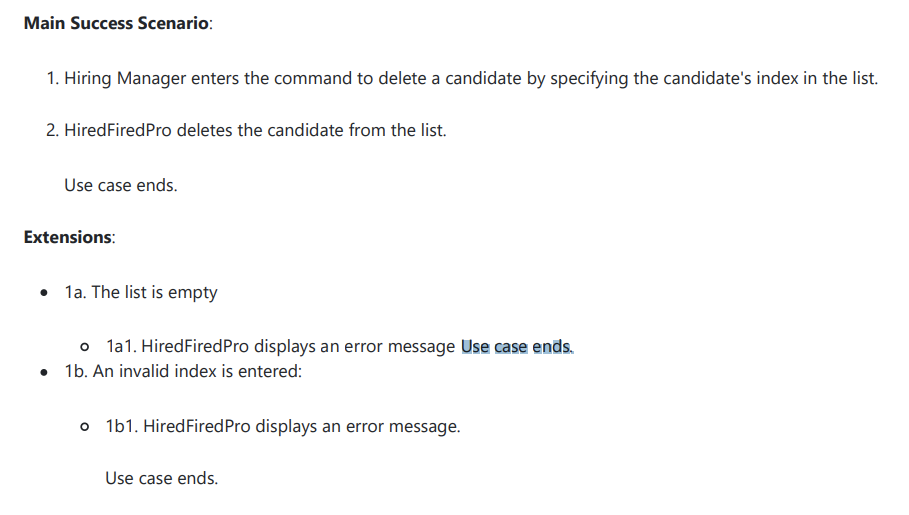 Main Success Scenario:
1. Hiring Manager enters the command to delete a candidate by specifying the candidate's index in the list.
2. HiredFiredPro deletes the candidate from the list.
Use case ends.
Extensions:
• 1a. The list is empty
○ 1a1. HiredFiredPro displays an error message Use case ends.
• 1b. An invalid index is entered:
○ 1b1. HiredFiredPro displays an error message.
Use case ends.